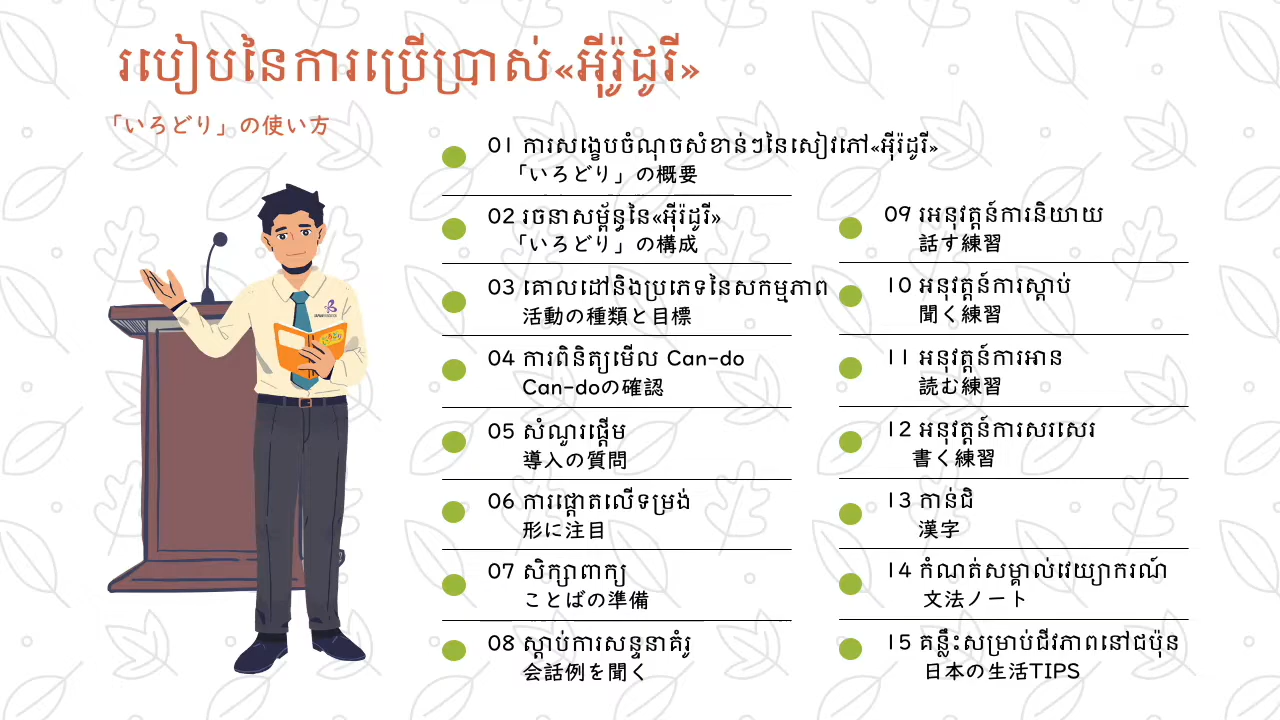 របៀបនៃការប្រើប្រាស់«អ៊ីរ៉ូដូរី»
「いろどり」の使い方
01 ការសង្ខេបចំណុចសំខាន់ៗនៃសៀវភៅ«អ៊ីរ៉ដូរី»
「いろどり」の概要
02 រចនាសម្ព័ន្ធនៃ«អ៊ីរ៉ដូរី»
「いろどり」の構成
03 គោលដៅនិងប្រភេទនៃសកម្មភាព
活動の種類と目標
04 ការពិនិត្យមើល Can-do
Can-doの確認
05 សំណួរផ្តើម
導入の質問
06 ការផ្តោតលើទម្រង់
形に注目
07 សិក្សាពាក្យ
ことばの準備
08 ស្តាប់ការសន្ទនាគំរូ
会話例を聞く
09 រអនុវត្តន៍ការនិយាយ
話す練習
10 អនុវត្តន៍ការស្តាប់
聞く練習
11 អនុវត្តន៍ការអាន
読む練習
12 អនុវត្តន៍ការសរសេរ
書く練習
13 កាន់ជិ
漢字
14 កំណត់សម្គាល់វេយ្យាករណ៍
文法ノート
15 គន្លឹះសម្រាប់ជីវភាពនៅជប៉ុន
日本の生活TIPS